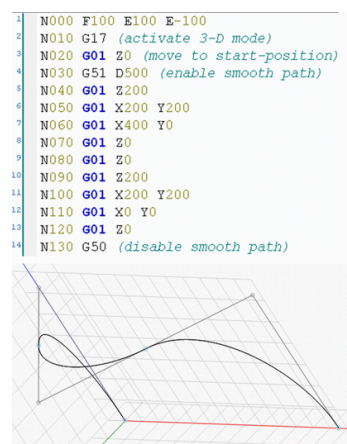 1 N000 F100 E100 E-100
2 N010 G17 (activate 3-D mode)
3 N020 G01 Z0 (move to start-position)
4 N030 G51 D500 (enable smooth path)
5 N040 G01 Z200
6 N050 G01 X200 Y200
7 N060 G01 X400 Y0
8 N070 G01 Z0
9 N080 G01 Z0
10 N090 G01 Z200
11 N100 G01 X200 Y200
12 N110 G01 X0 Y0
13 N120 G01 Z0
14 N130 G50 (disable smooth path)